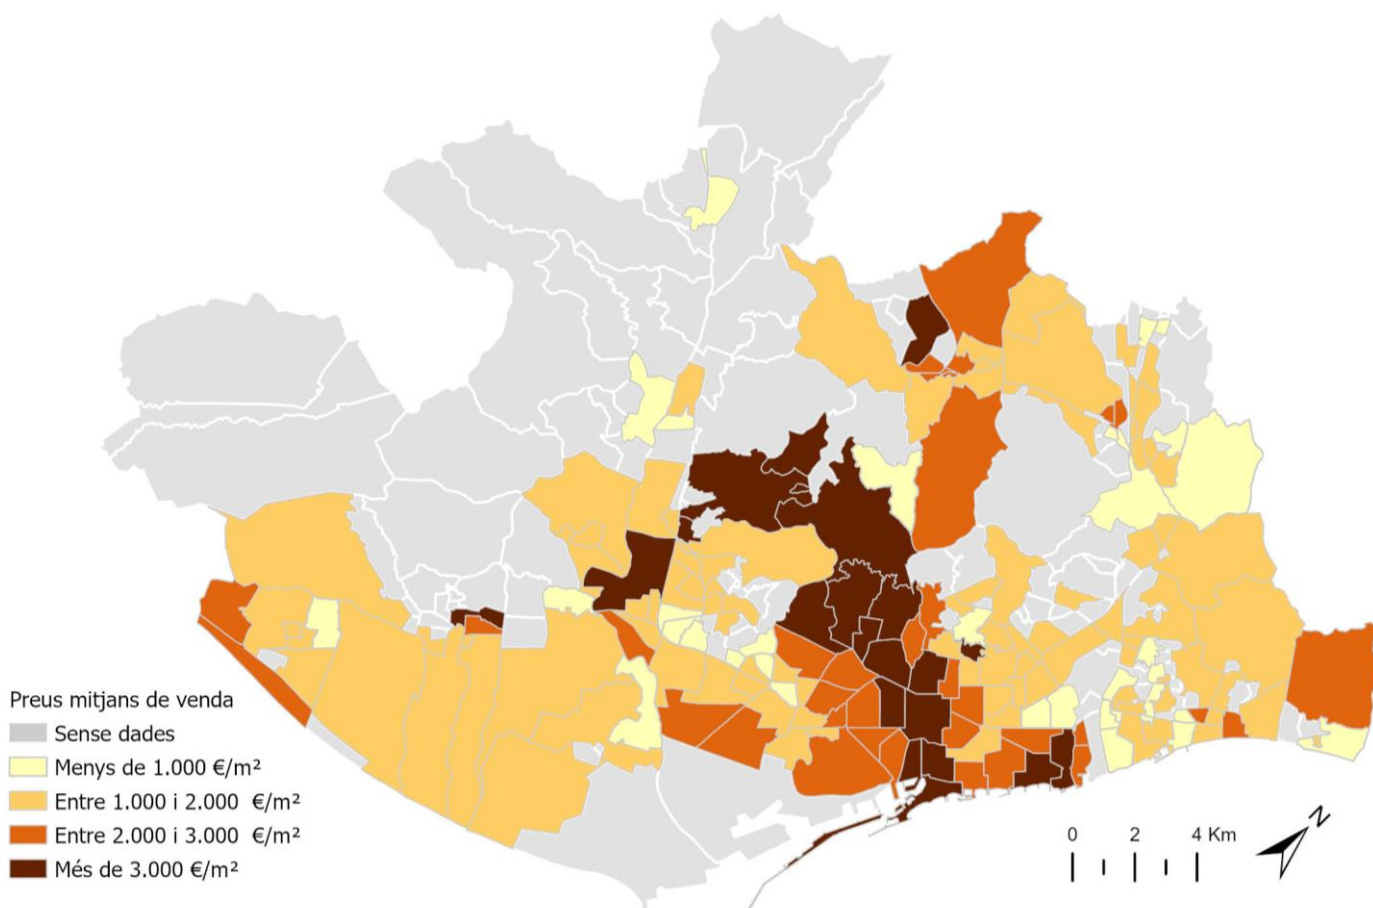 Preus mitjans de venda
Sense dades
Menys de 1.000 €/m²
Entre 1.000 i 2.000 €/m²
Entre 2.000 i 3.000 €/m²
Més de 3.000 €/m²
0 2 4 Km
N